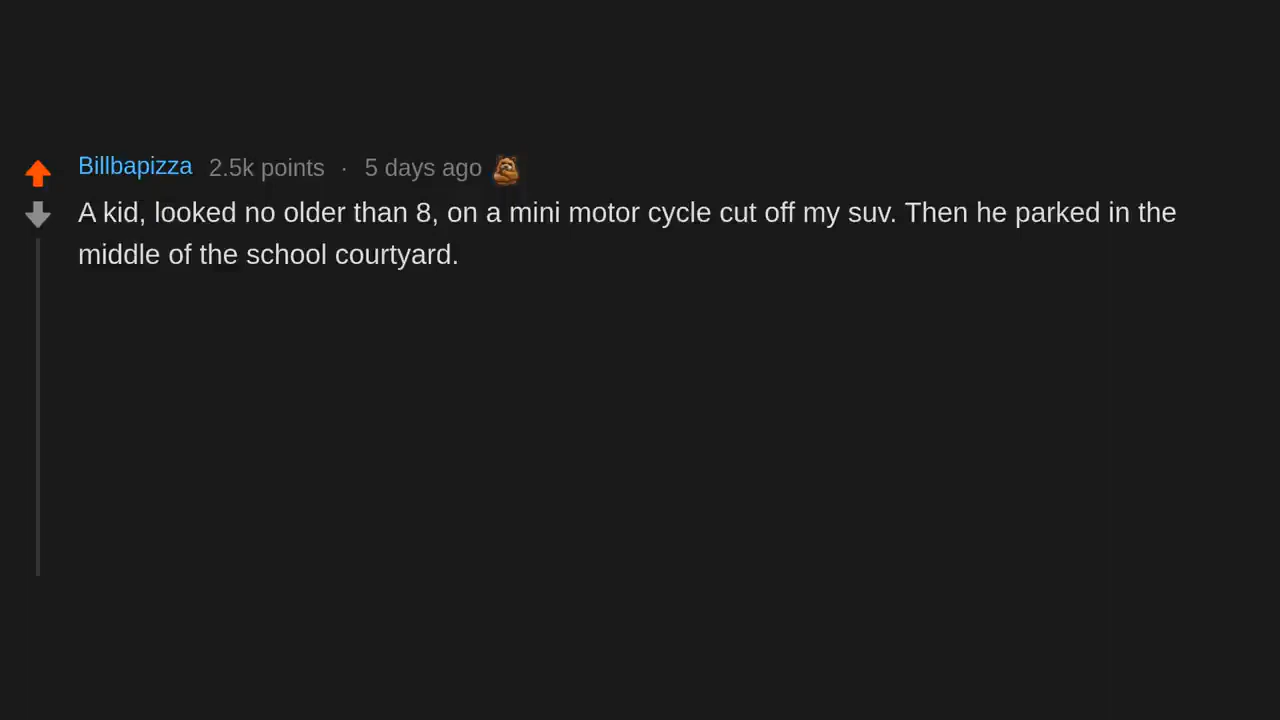 Billbapizza 2.5k points · 5 days ago
A kid, looked no older than 8, on a mini motor cycle cut off my suv. Then he parked in the
middle of the school courtyard.